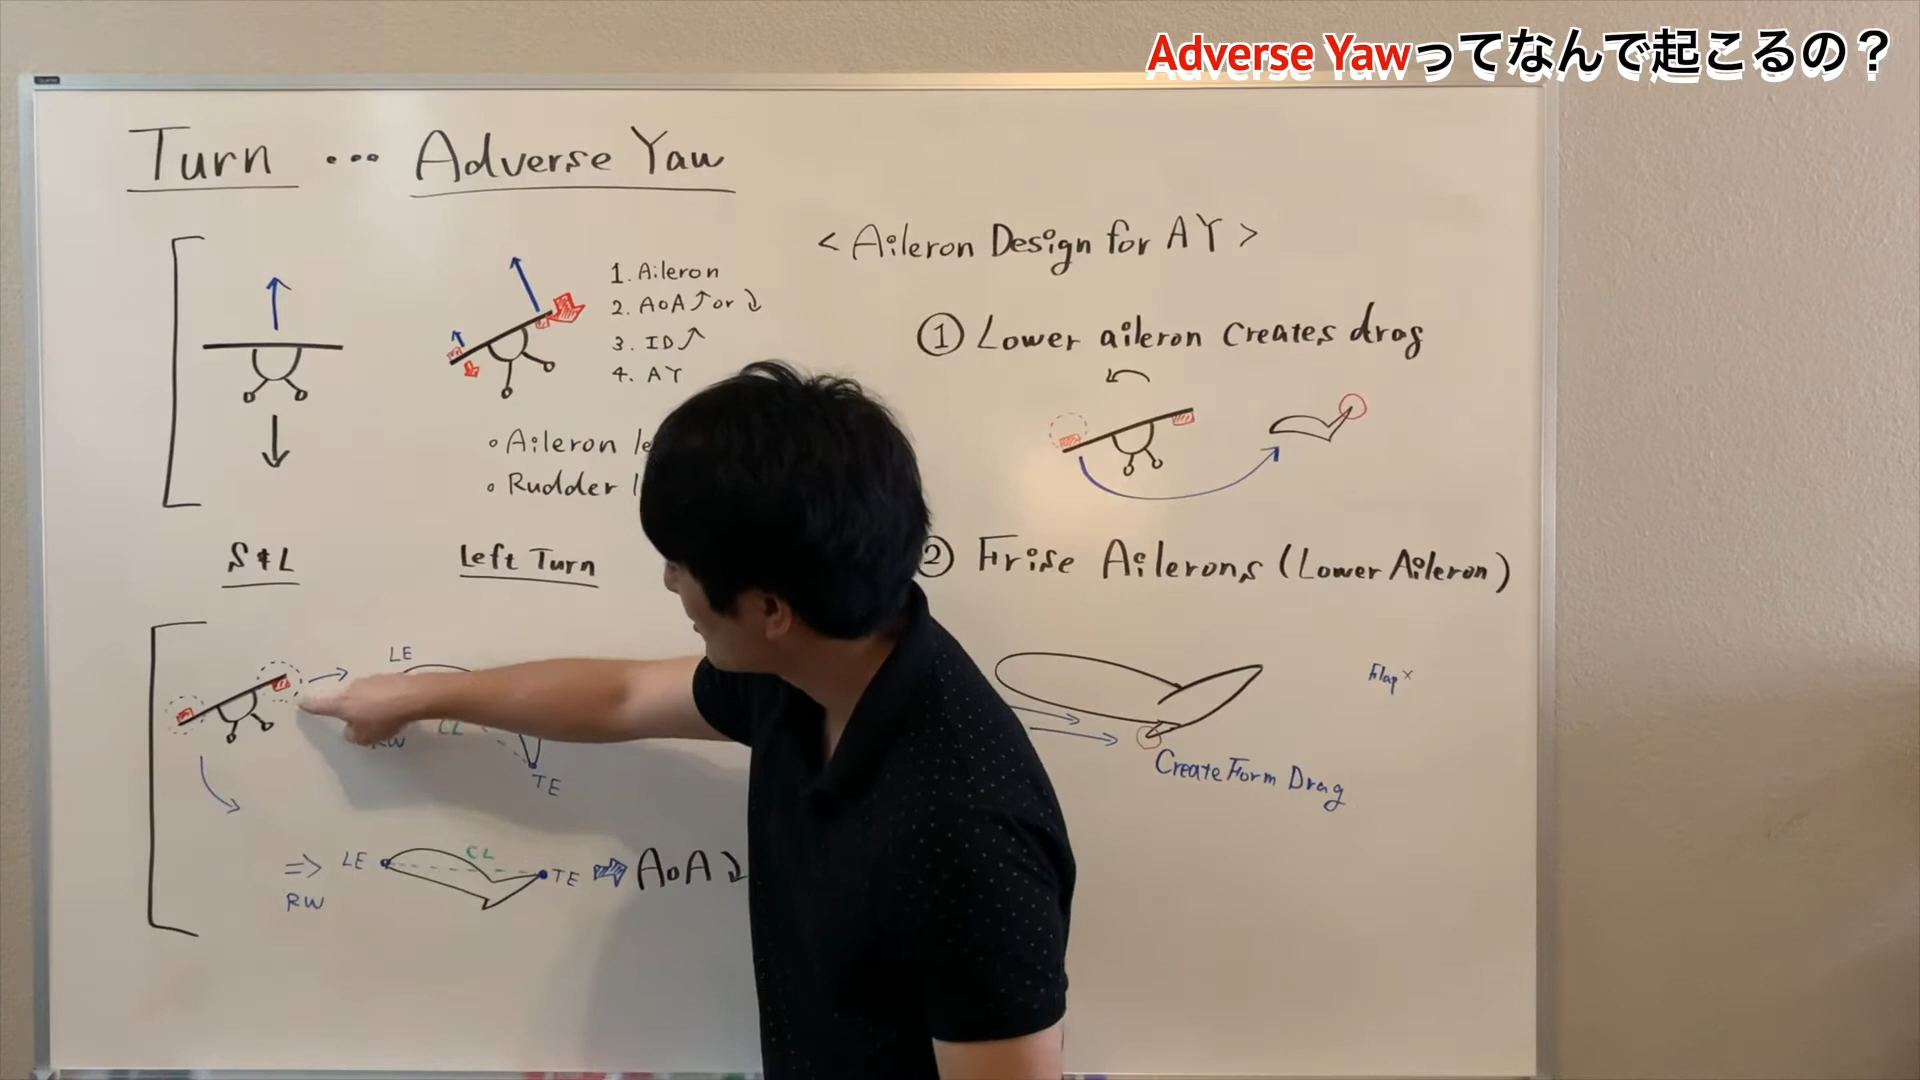 Adverse Yawってなんで起こるの？
Turn ... Adverse Yaw
1. Aileron
2. AoA↑or↓
3. ID↑
4. AY
• Aileron
• Rudder
S&L
Left Turn
< Aileron Design for AY >
① Lower aileron creates drag
② Frise Ailerons (Lower Aileron)
Flap ×
Create Form Drag
LE
RW
CL
TE
⇒ LE CL TE ⇒ AoA↓
RW